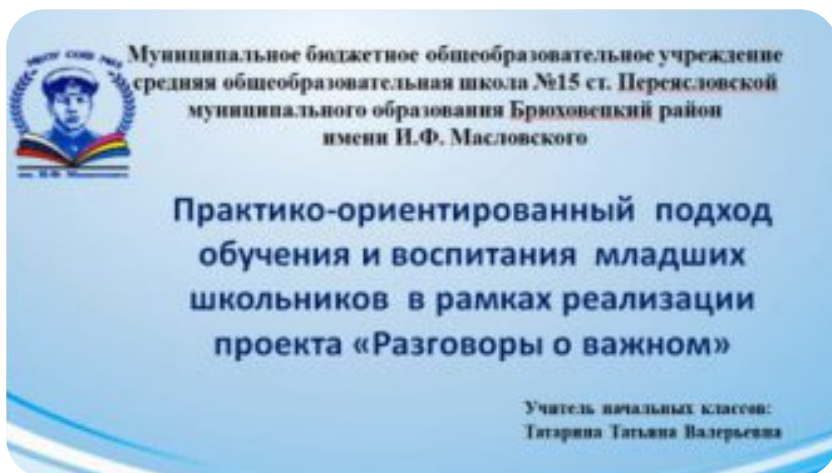 Муниципальное бюджетное общеобразовательное учреждение
средняя общеобразовательная школа №15 ст. Переясловской
муниципального образования Брюховецкий район
имени И.Ф. Масловского
Практико-ориентированный подход
обучения и воспитания младших
школьников в рамках реализации
проекта «Разговоры о важном»
Учитель начальных классов:
Татарина Татьяна Валерьевна